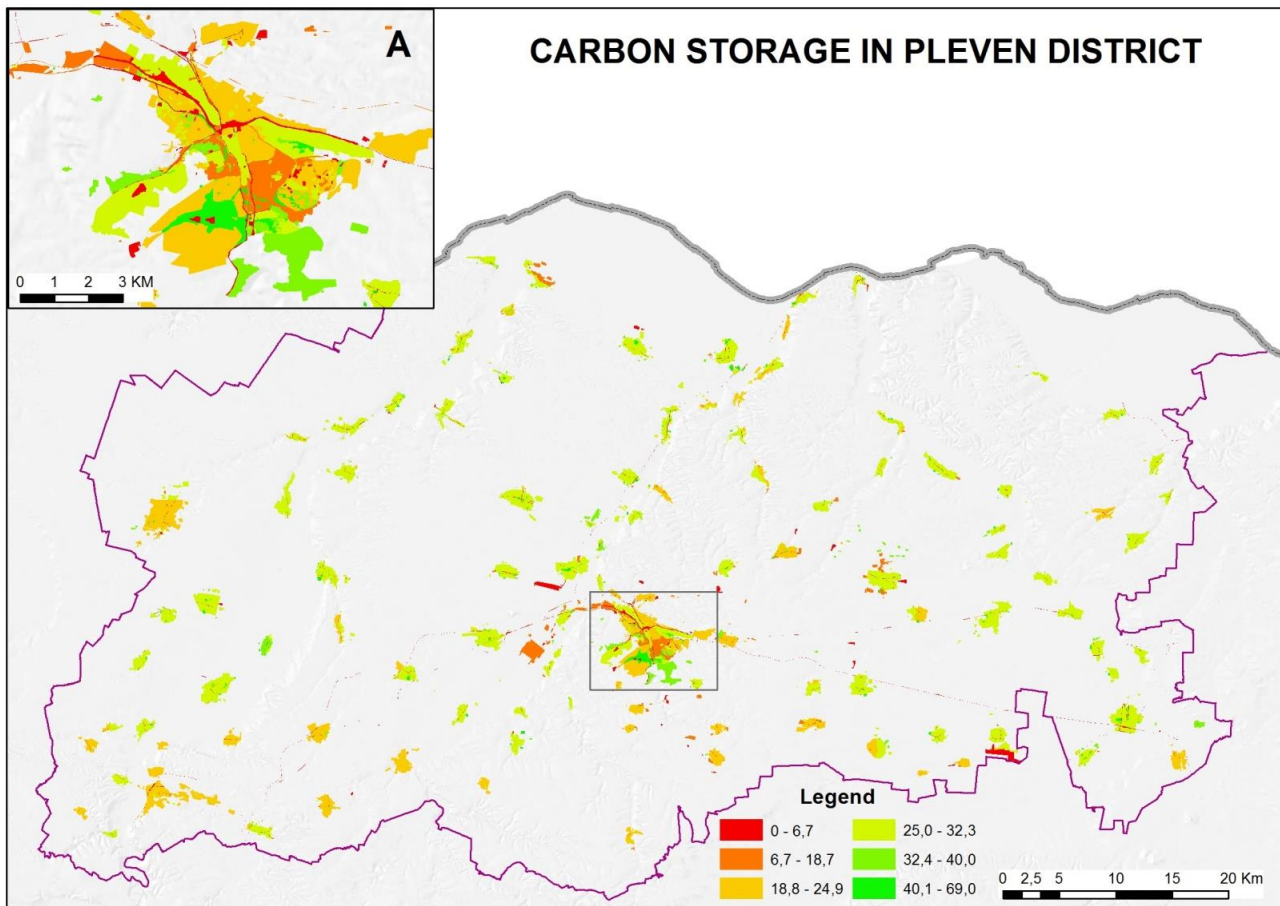 A
CARBON STORAGE IN PLEVEN DISTRICT
0 1 2 3 KM
Legend
0 - 6,7
6,7 - 18,7
18,8 - 24,9
25,0 - 32,3
32,4 - 40,0
40,1 - 69,0
0 2,5 5 10 15 20 Km